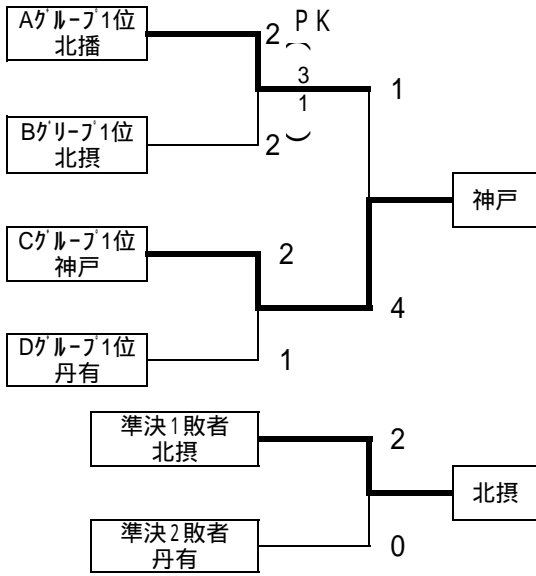 Aｸﾞﾙｰﾌﾟ1位
北播
2
PK
（
3
1
）
1
Bｸﾞﾘｰﾌﾟ1位
北摂
2
神戸
Cｸﾞﾙｰﾌﾟ1位
神戸
2
4
Dｸﾞﾙｰﾌﾟ1位
丹有
1
準決1敗者
北摂
2
北摂
準決2敗者
丹有
0